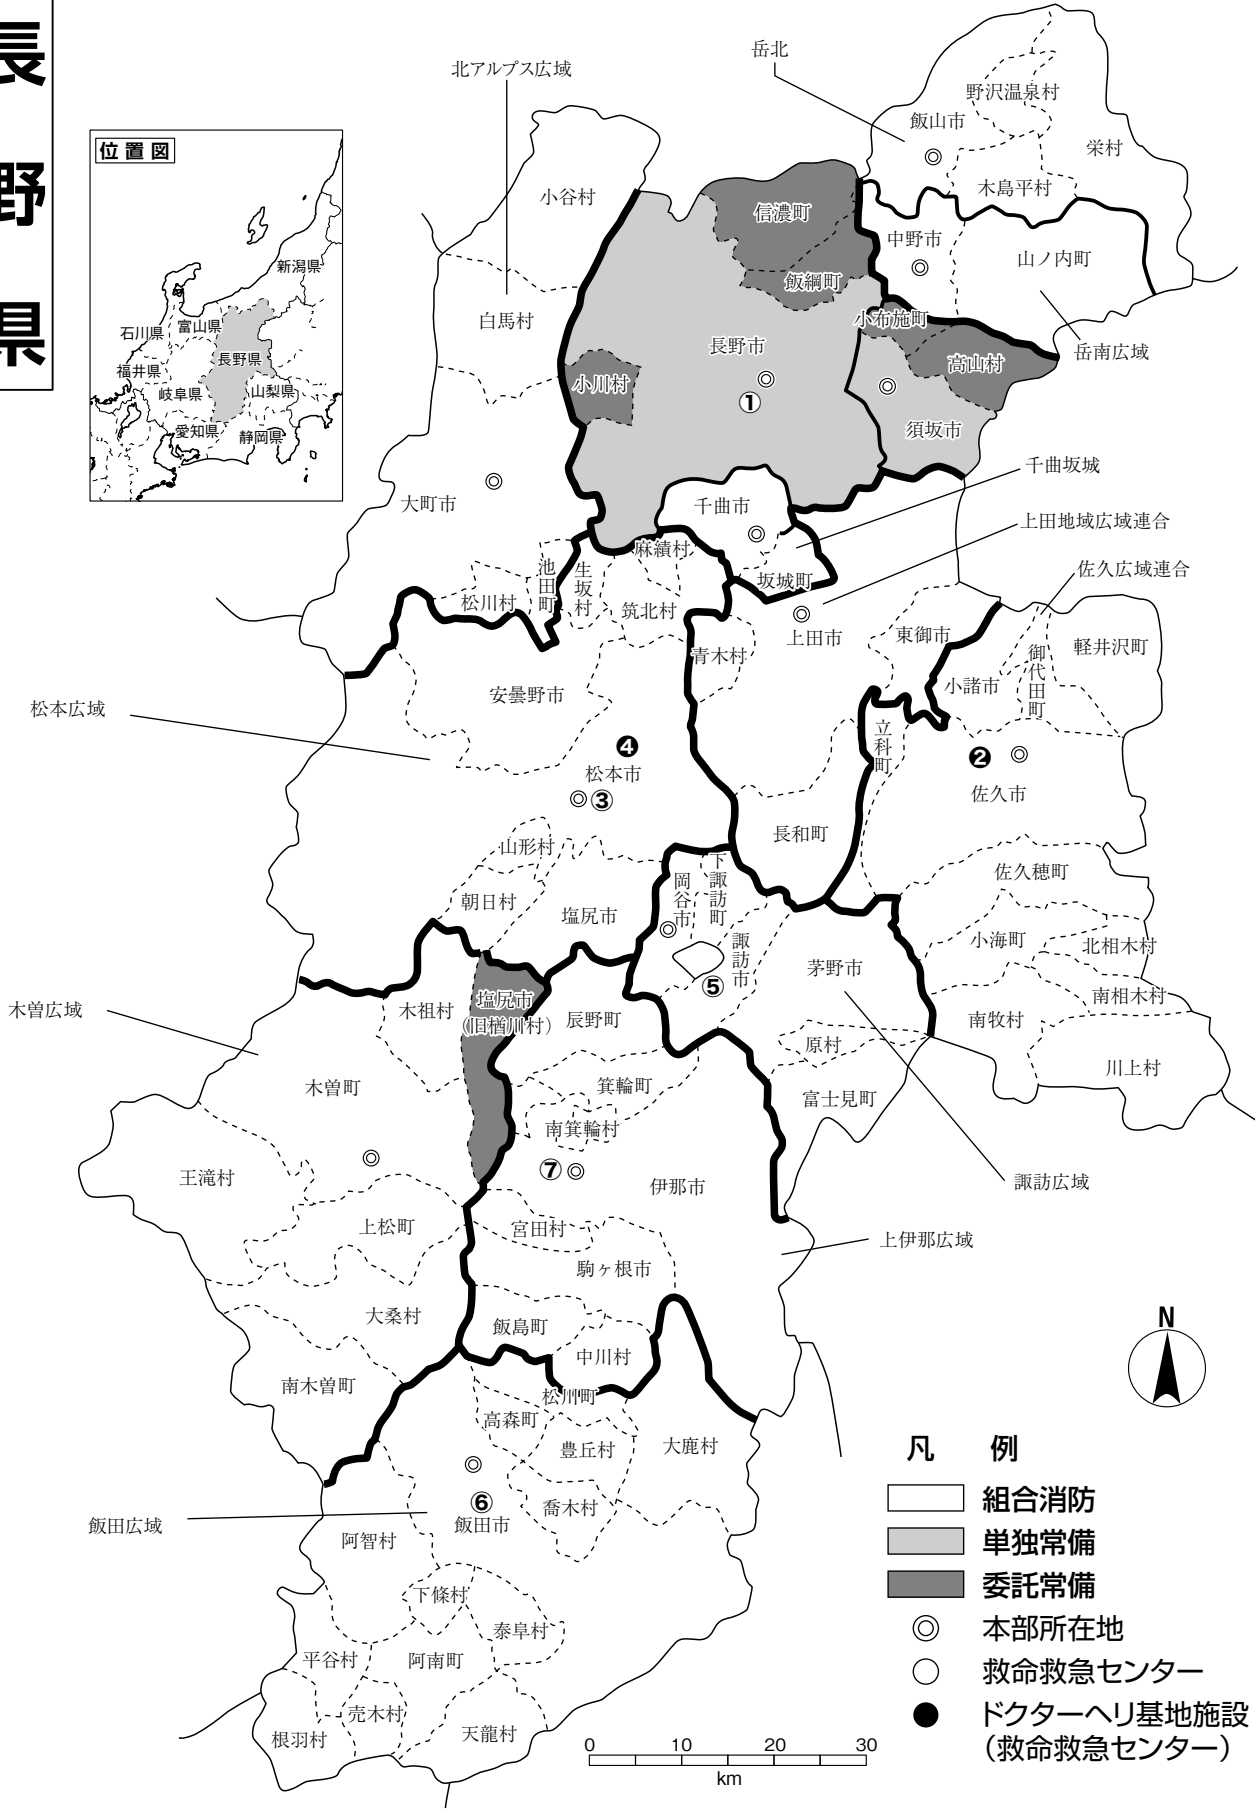 長野県
位置図
新潟県
富山県
石川県
長野県
福井県
岐阜県
山梨県
愛知県
静岡県
北アルプス広域
岳北
野沢温泉村
飯山市
栄村
木島平村
小谷村
信濃町
中野市
山ノ内町
飯綱町
白馬村
小布施町
長野市
岳南広域
高山村
小川村
①
須坂市
千曲坂城
大町市
千曲市
上田地域広域連合
麻績村
佐久広域連合
池田町
生坂村
坂城町
松川村
筑北村
上田市
東御市
青木村
御代田町
軽井沢町
小諸市
安曇野市
松本広域
立科町
❹
❷
松本市
③
佐久市
長和町
山形村
下諏訪町
岡谷市
佐久穂町
朝日村
塩尻市
諏訪市
小海町
北相木村
茅野市
⑤
南相木村
木曽広域
木祖村
塩尻市
(旧楢川村)
辰野町
南牧村
原村
川上村
木曽町
箕輪町
富士見町
南箕輪村
⑦
王滝村
伊那市
諏訪広域
上松町
宮田村
上伊那広域
駒ヶ根市
大桑村
飯島町
中川村
南木曽町
松川町
高森町
豊丘村
大鹿村
⑥
喬木村
飯田広域
飯田市
阿智村
下條村
泰阜村
平谷村
阿南町
売木村
根羽村
天龍村
N
凡例
組合消防
単独常備
委託常備
本部所在地
救命救急センター
ドクターヘリ基地施設
(救命救急センター)
0 10 20 30
km